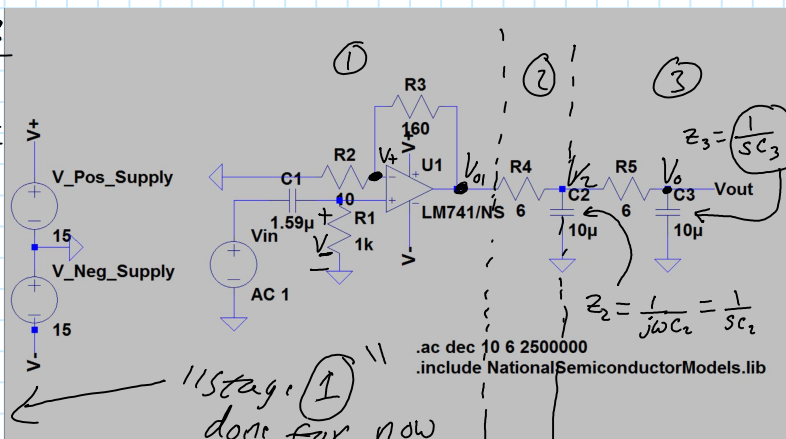 ①
②
③
R3
160
V+
V+
Z₃ = 1/SC₃
V_Pos_Supply
15
R2
40
V+
U1
V01
R4
6
V2
R5
6
Vo
Vout
C1
1.59µ
+
V
−
R1
1k
LM741/NS
C2
10µ
C3
10µ
Vin
AC 1
V-
V_Neg_Supply
15
V-
Z₂ = 1/jωC₂ = 1/SC₂
.ac dec 10 6 2500000
.include NationalSemiconductorModels.lib
"Stage ①"
done for now